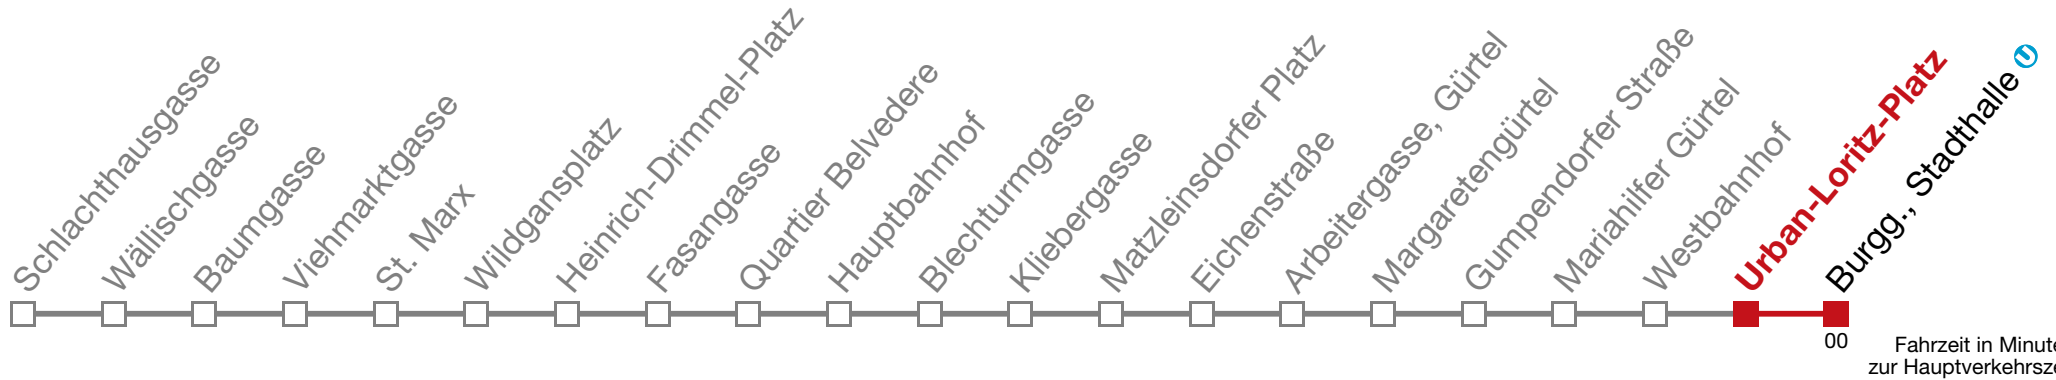 Schlachthausgasse
Wällischgasse
Baumgasse
Viehmarktgasse
St. Marx
Wildgansplatz
Heinrich-Drimmel-Platz
Fasangasse
Quartier Belvedere
Hauptbahnhof
Blechturmgasse
Kliebergasse
Matzleinsdorfer Platz
Eichenstraße
Arbeitergasse, Gürtel
Margaretengürtel
Gumpendorfer Straße
Mariahilfer Gürtel
Westbahnhof
Urban-Loritz-Platz
Burgg., Stadthalle U
00
Fahrzeit in Minute
zur Hauptverkehrsze